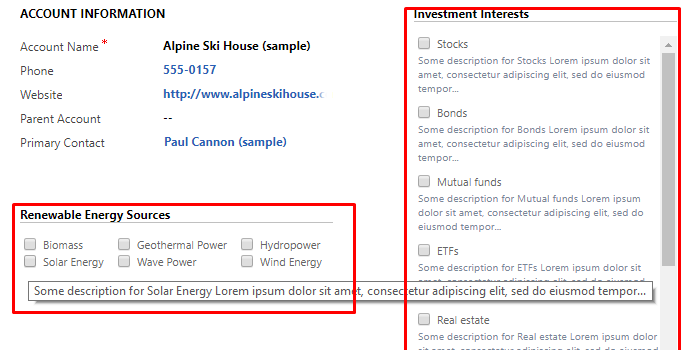 ACCOUNT INFORMATION
Account Name *
Alpine Ski House (sample)
Phone
555-0157
Website
http://www.alpineskihouse.c
Parent Account
--
Primary Contact
Paul Cannon (sample)
Renewable Energy Sources
Biomass
Geothermal Power
Hydropower
Solar Energy
Wave Power
Wind Energy
Some description for Solar Energy Lorem ipsum dolor sit amet, consectetur adipiscing elit, sed do eiusmod tempor...
Investment Interests
Stocks
Some description for Stocks Lorem ipsum dolor sit
amet, consectetur adipiscing elit, sed do eiusmod
tempor...
Bonds
Some description for Bonds Lorem ipsum dolor sit
amet, consectetur adipiscing elit, sed do eiusmod
tempor...
Mutual funds
Some description for Mutual funds Lorem ipsum
dolor sit amet, consectetur adipiscing elit, sed do
eiusmod tempor...
ETFs
Some description for ETFs Lorem ipsum dolor sit
Real estate
Some description for Real estate Lorem ipsum dolor